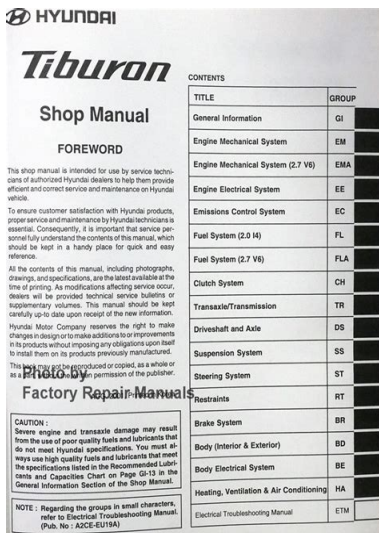 HYUNDAI
Tiburon
Shop Manual
FOREWORD
This shop manual is intended for use by service techni-
cians of authorized Hyundai dealers to help them provide
efficient and correct service and maintenance on Hyundai
vehicle.
To ensure customer satisfaction with Hyundai products,
proper service and maintenance by Hyundai technicians is
essential. Consequently, it is important that service per-
sonnel fully understand the contents of this manual, which
should be kept in a handy place for quick and easy
reference.
All the contents of this manual, including photographs,
drawings, and specifications, are the latest available at the
time of printing. As modifications affecting service occur,
dealers will be provided technical service bulletins or
supplementary volumes. This manual should be kept
carefully up-to date upon receipt of the new information.
Hyundai Motor Company reserves the right to make
changes in design or to make additions to or improvements
in its products without imposing any obligations upon itself
to install them on its products previously manufactured.
This book may not be reproduced or copied, as a whole or
as a part, without the written permission of the publisher.
Photo by
Factory Repair Manuals
CAUTION :
Severe engine and transaxle damage may result
from the use of poor quality fuels and lubricants that
do not meet Hyundai specifications. You must al-
ways use high quality fuels and lubricants that meet
the specifications listed in the Recommended Lubri-
cants and Capacities Chart on Page GI-13 in the
General Information Section of the Shop Manual.
NOTE : Regarding the groups in small characters,
refer to Electrical Troubleshooting Manual.
(Pub. No : A2CE-EU19A)
CONTENTS
TITLE GROUP
General Information GI
Engine Mechanical System EM
Engine Mechanical System (2.7 V6) EMA
Engine Electrical System EE
Emissions Control System EC
Fuel System (2.0 I4) FL
Fuel System (2.7 V6) FLA
Clutch System CH
Transaxle/Transmission TR
Driveshaft and Axle DS
Suspension System SS
Steering System ST
Restraints RT
Brake System BR
Body (Interior & Exterior) BD
Body Electrical System BE
Heating, Ventilation & Air Conditioning HA
Electrical Troubleshooting Manual ETM